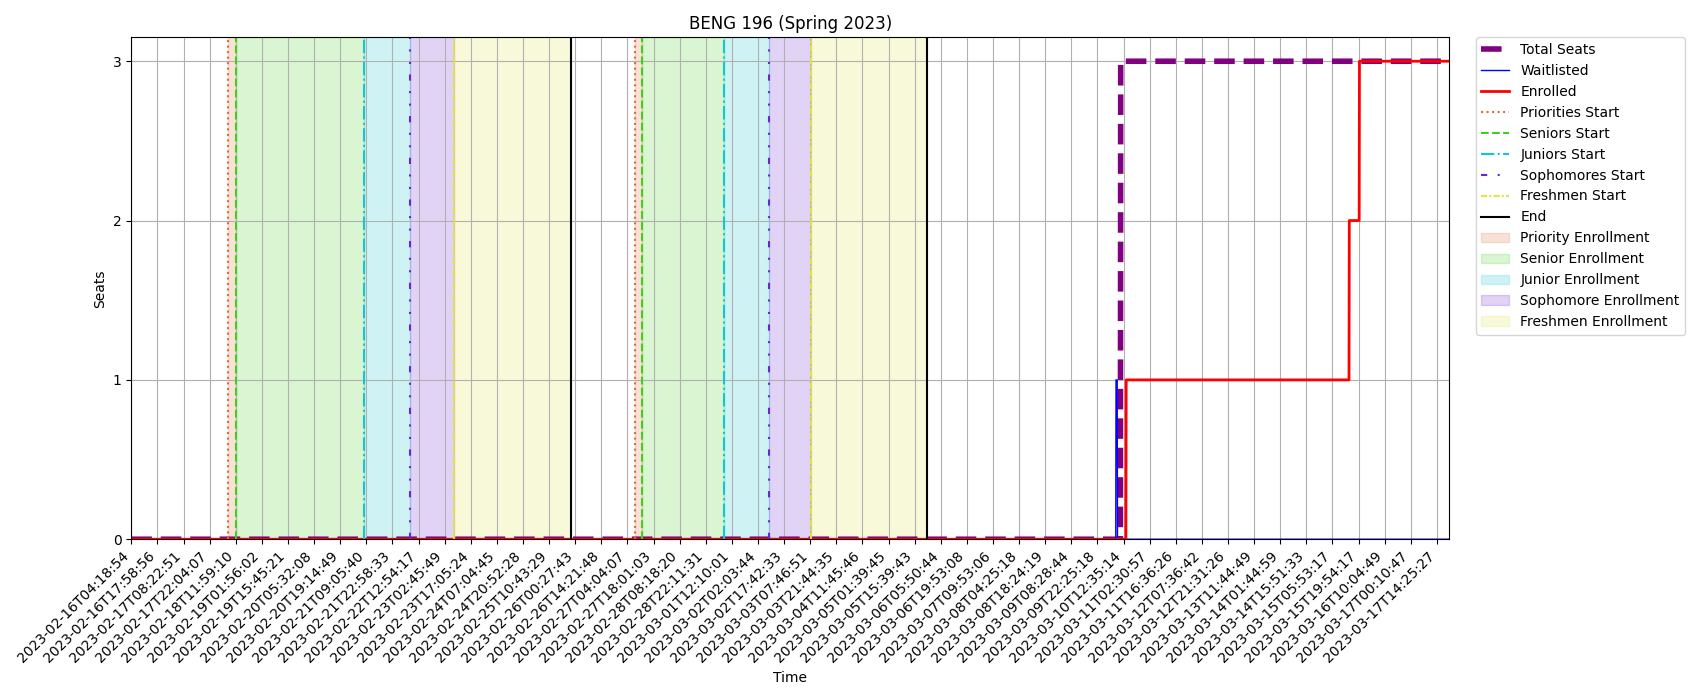 BENG 196 (Spring 2023)
Seats
3
2
1
0
2023-02-16T04:18:54
2023-02-16T17:58:56
2023-02-17T08:22:51
2023-02-17T22:04:07
2023-02-18T11:59:10
2023-02-19T01:56:02
2023-02-19T15:45:21
2023-02-20T05:32:08
2023-02-20T19:14:49
2023-02-21T09:05:40
2023-02-21T22:58:33
2023-02-22T12:54:17
2023-02-23T02:45:49
2023-02-23T17:05:24
2023-02-24T07:04:45
2023-02-24T20:52:28
2023-02-25T10:43:29
2023-02-26T00:27:43
2023-02-26T14:21:48
2023-02-27T04:04:07
2023-02-27T18:01:03
2023-02-28T08:18:20
2023-02-28T22:11:31
2023-03-01T12:10:01
2023-03-02T02:03:44
2023-03-02T17:42:33
2023-03-03T07:46:51
2023-03-03T21:44:35
2023-03-04T11:45:46
2023-03-05T01:39:45
2023-03-05T15:39:43
2023-03-06T05:50:44
2023-03-06T19:53:08
2023-03-07T09:53:06
2023-03-08T04:25:18
2023-03-08T18:24:19
2023-03-09T08:28:44
2023-03-09T22:25:18
2023-03-10T12:35:14
2023-03-11T02:30:57
2023-03-11T16:36:26
2023-03-12T07:36:42
2023-03-12T21:31:26
2023-03-13T11:44:49
2023-03-14T01:44:59
2023-03-14T15:51:33
2023-03-15T05:53:17
2023-03-15T19:54:17
2023-03-16T10:04:49
2023-03-17T00:10:47
2023-03-17T14:25:27
Time
Total Seats
Waitlisted
Enrolled
Priorities Start
Seniors Start
Juniors Start
Sophomores Start
Freshmen Start
End
Priority Enrollment
Senior Enrollment
Junior Enrollment
Sophomore Enrollment
Freshmen Enrollment